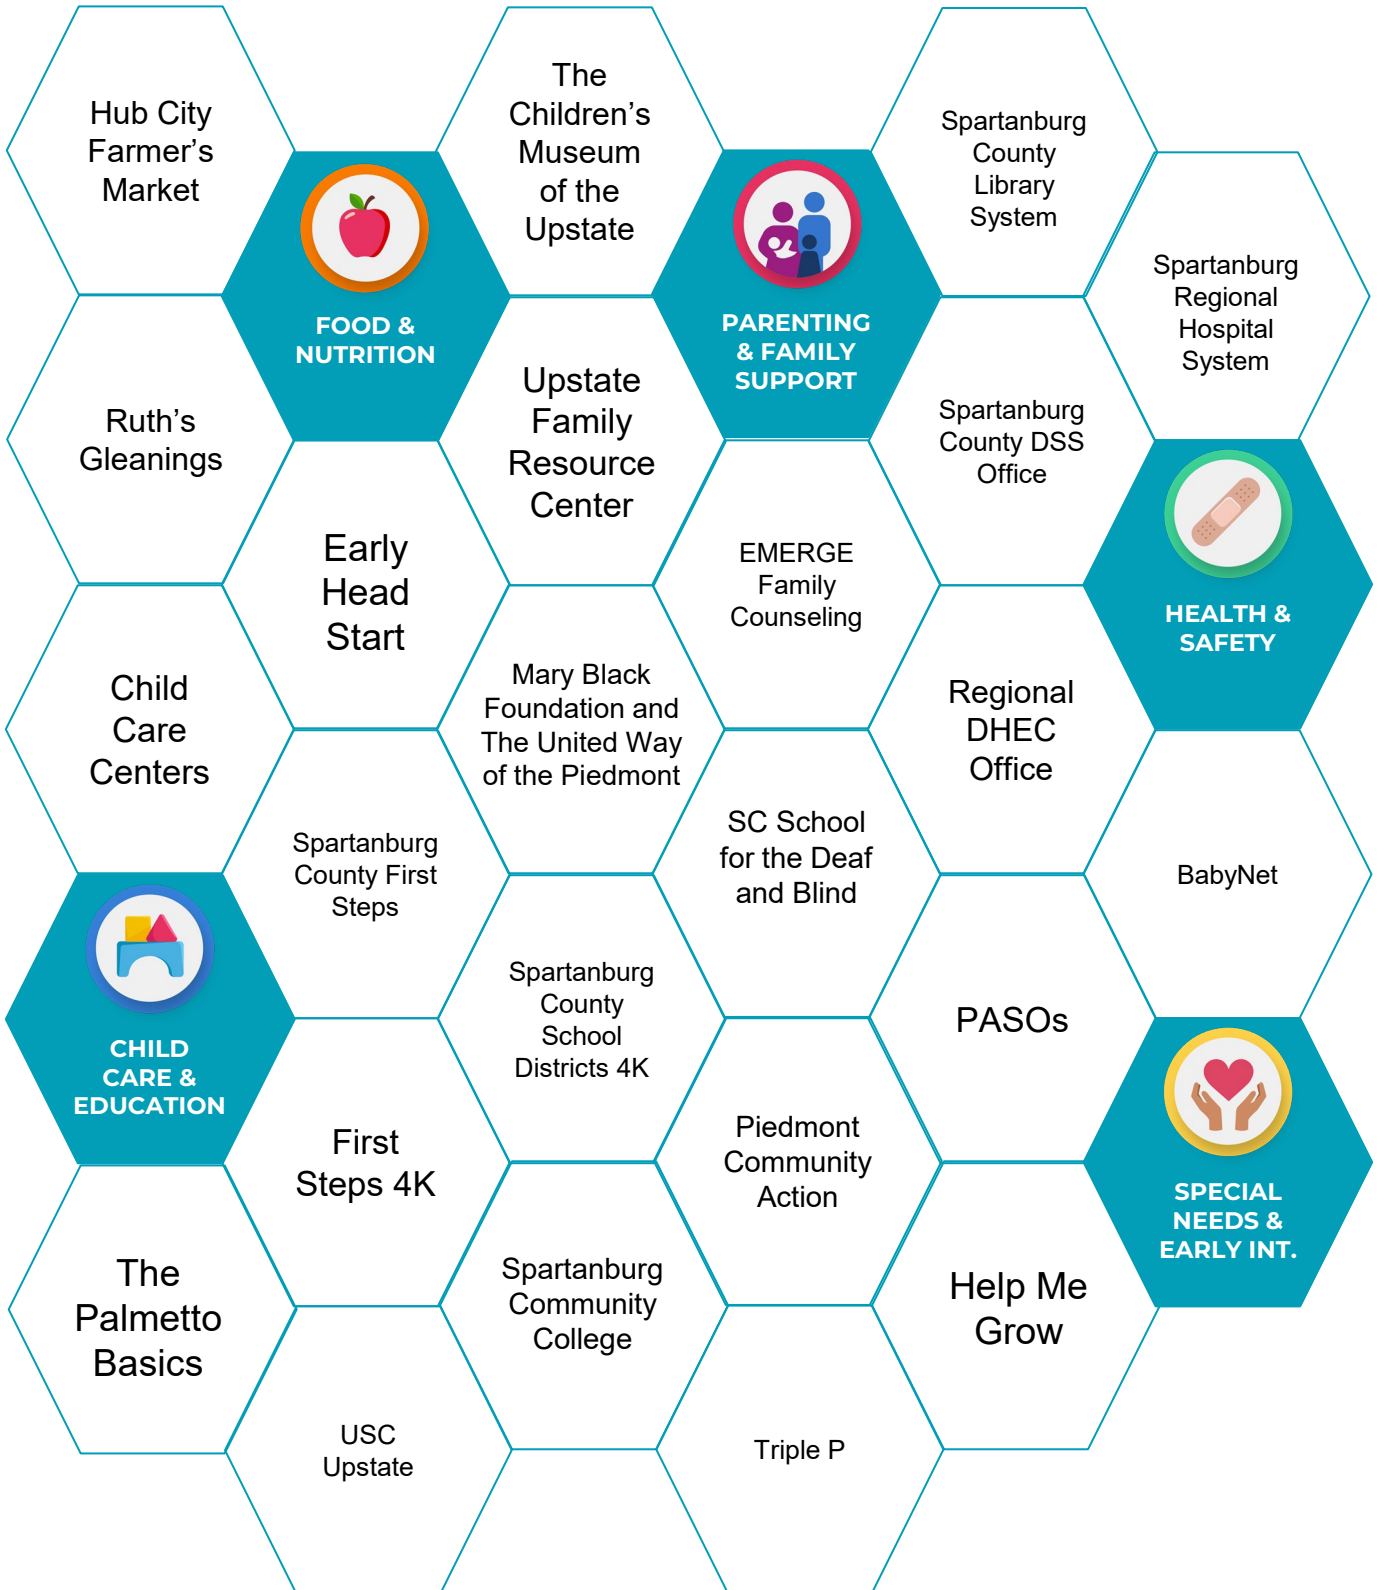 Hub City
Farmer’s
Market
The
Children’s
Museum
of the
Upstate
Spartanburg
County
Library
System
Spartanburg
Regional
Hospital
System
FOOD &
NUTRITION
PARENTING
& FAMILY
SUPPORT
Ruth’s
Gleanings
Upstate
Family
Resource
Center
Spartanburg
County DSS
Office
Early
Head
Start
EMERGE
Family
Counseling
HEALTH &
SAFETY
Child
Care
Centers
Mary Black
Foundation and
The United Way
of the Piedmont
Regional
DHEC
Office
Spartanburg
County First
Steps
SC School
for the Deaf
and Blind
BabyNet
CHILD
CARE &
EDUCATION
Spartanburg
County
School
Districts 4K
PASOs
First
Steps 4K
Piedmont
Community
Action
SPECIAL
NEEDS &
EARLY INT.
The
Palmetto
Basics
Spartanburg
Community
College
Help Me
Grow
USC
Upstate
Triple P